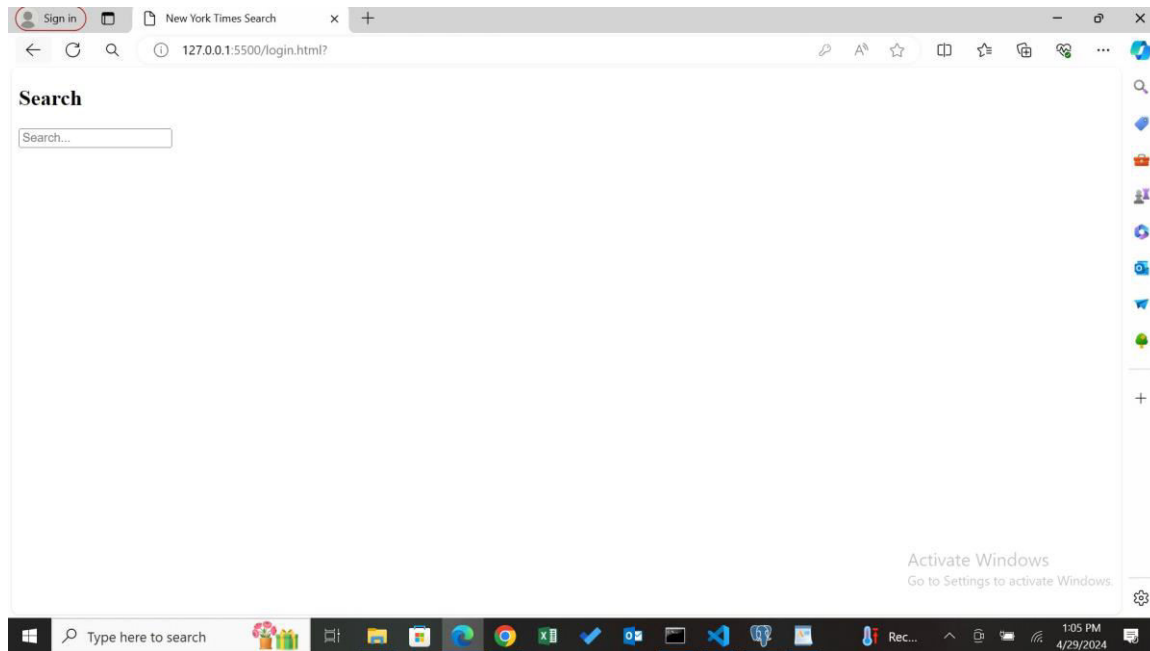 Sign in
New York Times Search
127.0.0.1:5500/login.html?
Search
Search...
Activate Windows
Go to Settings to activate Windows.
Type here to search
Rec...
1:05 PM
4/29/2024